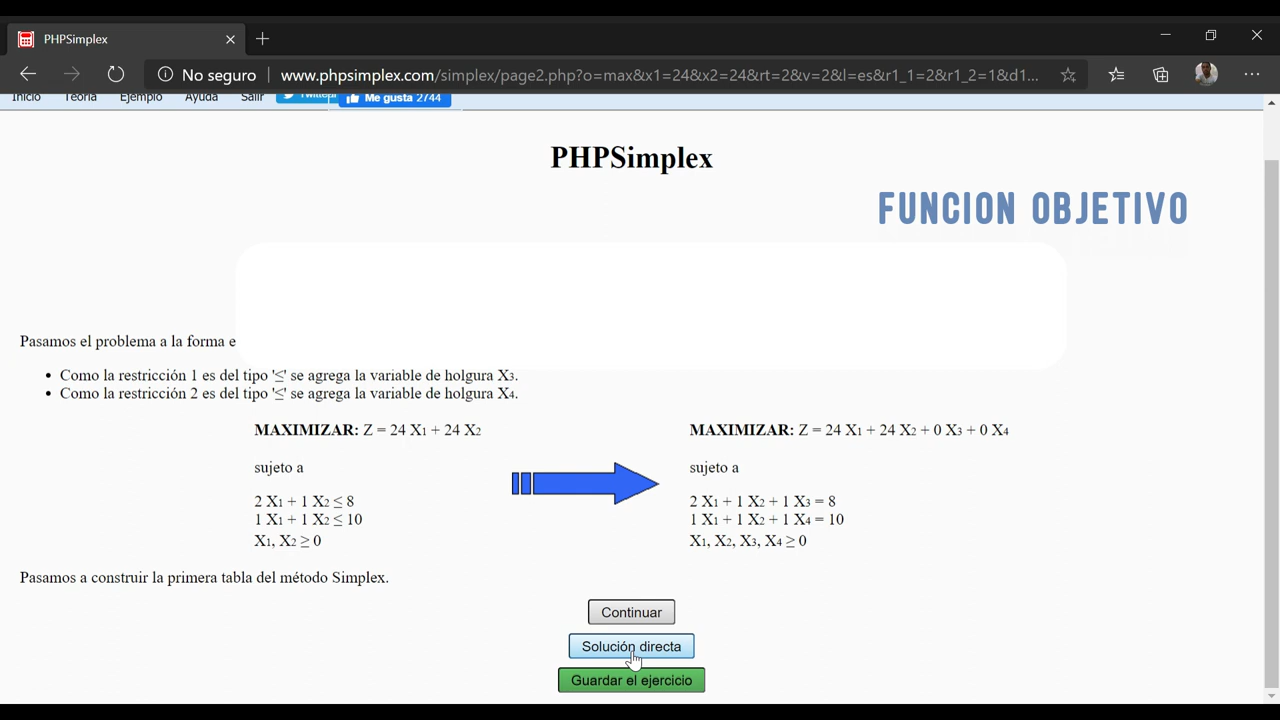 PHPSimplex
No seguro www.phpsimplex.com/simplex/page2.php?o=max&x1=24&x2=24&rt=2&v=2&l=es&r1_1=2&r1_2=1&d1...
Inicio Teoría Ejemplo Ayuda Salir Twittear Me gusta 2744
PHPSimplex
FUNCION OBJETIVO
Pasamos el problema a la forma e
• Como la restricción 1 es del tipo '≤' se agrega la variable de holgura X3.
• Como la restricción 2 es del tipo '≤' se agrega la variable de holgura X4.
MAXIMIZAR: Z = 24 X1 + 24 X2
sujeto a
2 X1 + 1 X2 ≤ 8
1 X1 + 1 X2 ≤ 10
X1, X2 ≥ 0
MAXIMIZAR: Z = 24 X1 + 24 X2 + 0 X3 + 0 X4
sujeto a
2 X1 + 1 X2 + 1 X3 = 8
1 X1 + 1 X2 + 1 X4 = 10
X1, X2, X3, X4 ≥ 0
Pasamos a construir la primera tabla del método Simplex.
Continuar
Solución directa
Guardar el ejercicio